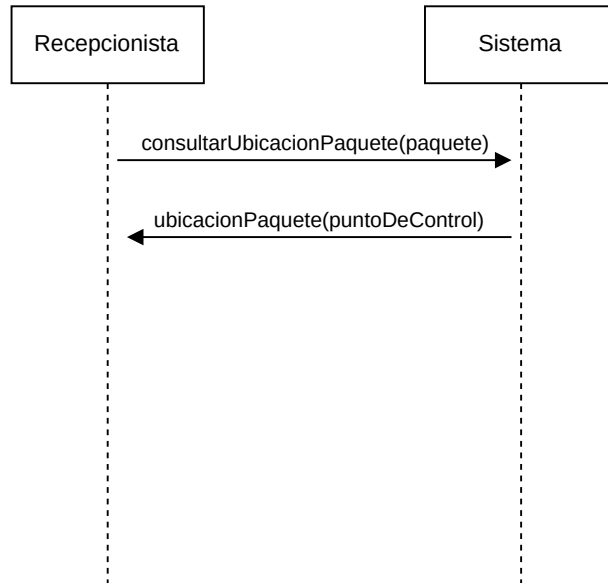 Recepcionista
Sistema
consultarUbicacionPaquete(paquete)
ubicacionPaquete(puntoDeControl)